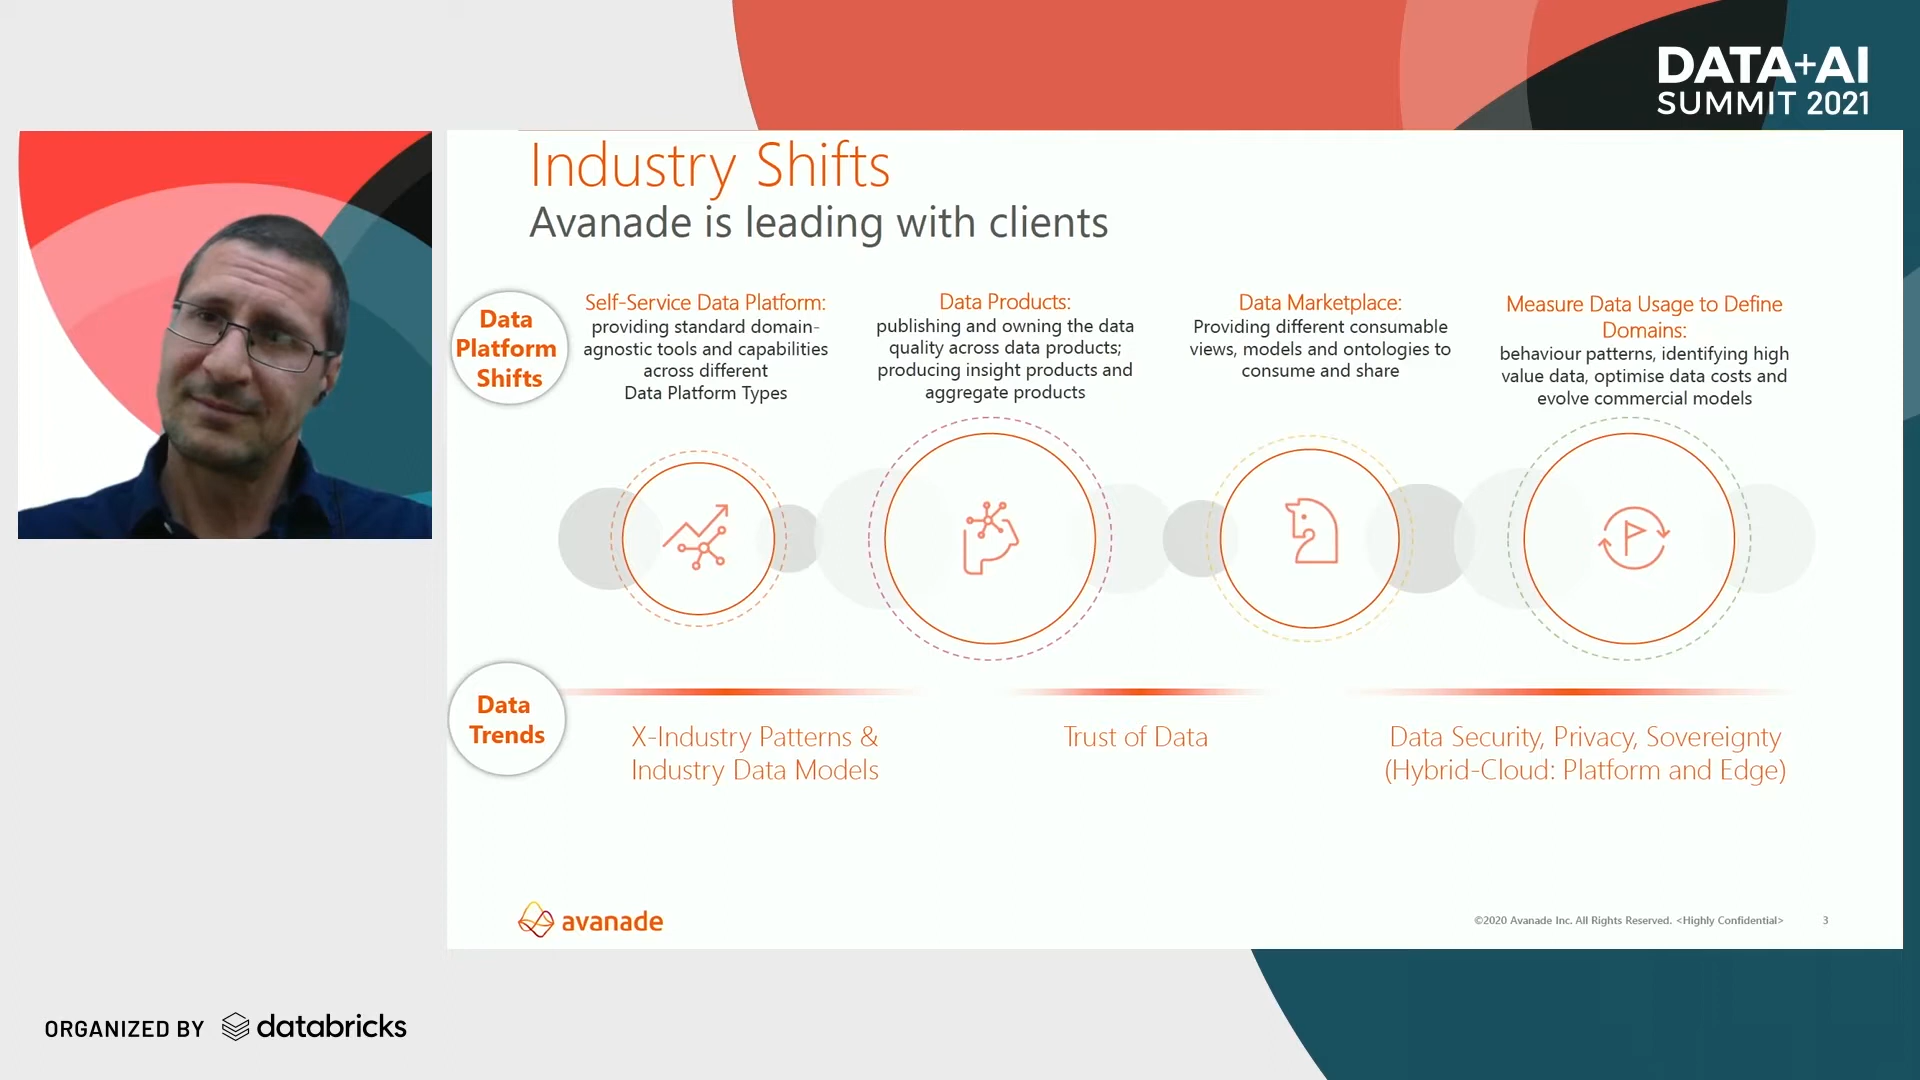 DATA+AI
SUMMIT 2021
Industry Shifts
Avanade is leading with clients
Data
Platform
Shifts
Self-Service Data Platform:
providing standard domain-
agnostic tools and capabilities
across different
Data Platform Types
Data Products:
publishing and owning the data
quality across data products;
producing insight products and
aggregate products
Data Marketplace:
Providing different consumable
views, models and ontologies to
consume and share
Measure Data Usage to Define
Domains:
behaviour patterns, identifying high
value data, optimise data costs and
evolve commercial models
Data
Trends
X-Industry Patterns &
Industry Data Models
Trust of Data
Data Security, Privacy, Sovereignty
(Hybrid-Cloud: Platform and Edge)
avanade
©2020 Avanade Inc. All Rights Reserved. <Highly Confidential>
3
ORGANIZED BY databricks